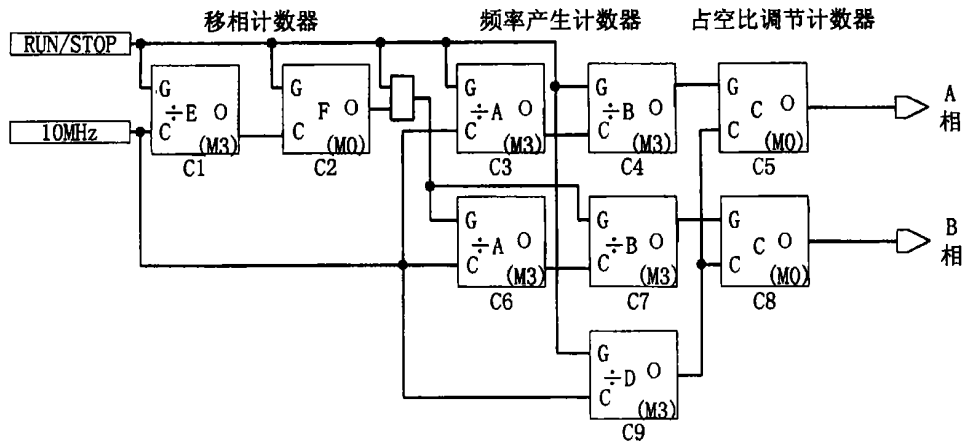 移相计数器
频率产生计数器
占空比调节计数器
RUN/STOP
10MHz
G
÷E O
C
(M3)
C1
G
F O
C
(M0)
C2
G
÷A O
C
(M3)
C3
G
÷B O
C
(M3)
C4
G
C O
C
(M0)
C5
A
相
G
÷A O
C
(M3)
C6
G
÷B O
C
(M3)
C7
G
C O
C
(M0)
C8
B
相
G
÷D O
C
(M3)
C9